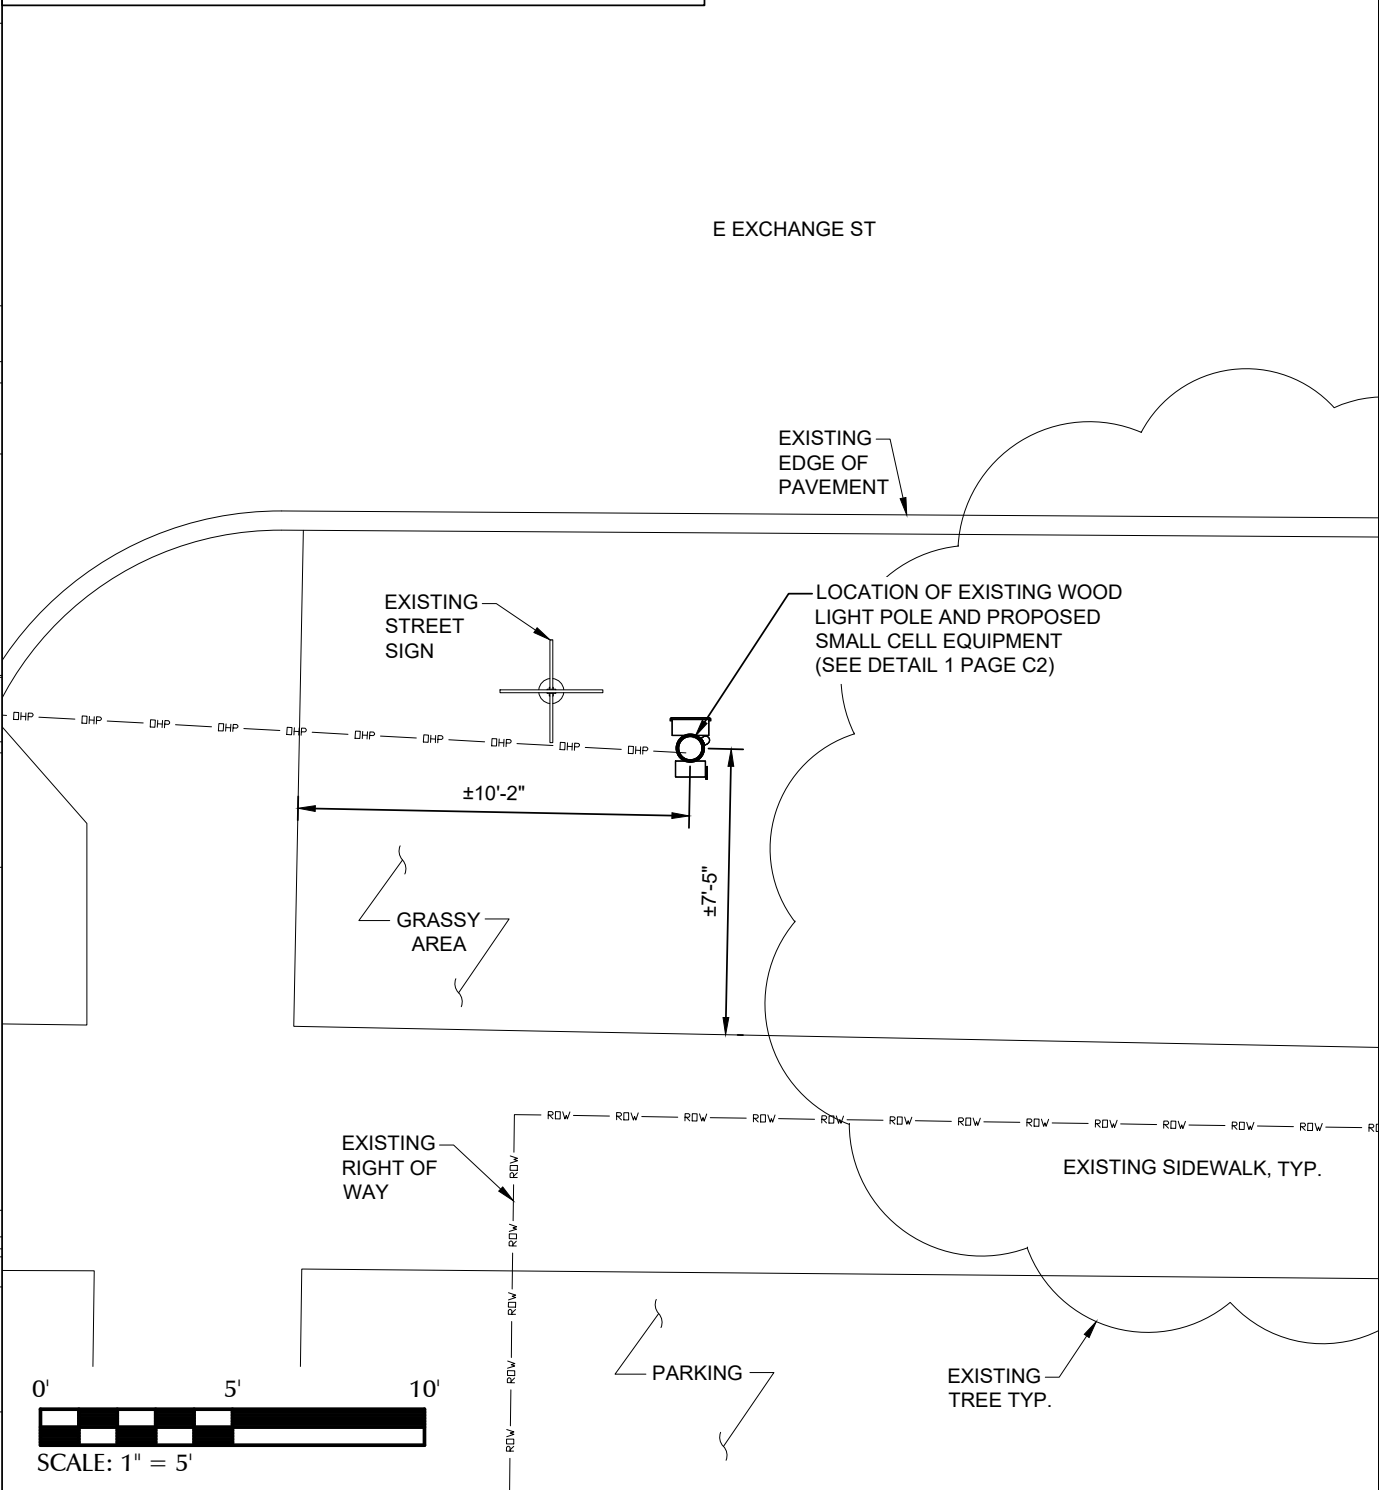 E EXCHANGE ST
EXISTING
EDGE OF
PAVEMENT
EXISTING
STREET
SIGN
LOCATION OF EXISTING WOOD
LIGHT POLE AND PROPOSED
SMALL CELL EQUIPMENT
(SEE DETAIL 1 PAGE C2)
OHP OHP OHP OHP OHP OHP OHP OHP OHP OHP
±10'-2"
±7'-5"
GRASSY
AREA
ROW ROW ROW ROW ROW ROW ROW ROW ROW ROW ROW ROW
EXISTING
RIGHT OF
WAY
ROW
ROW
ROW
ROW
ROW
EXISTING SIDEWALK, TYP.
PARKING
EXISTING
TREE TYP.
0' 5' 10'
SCALE: 1" = 5'